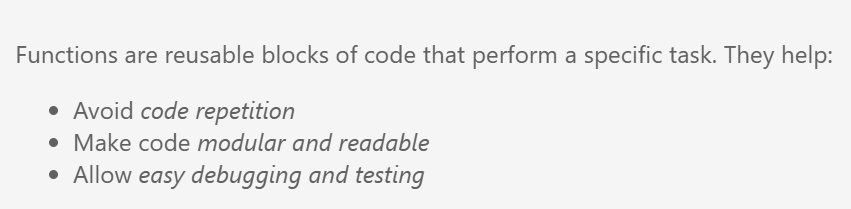 Functions are reusable blocks of code that perform a specific task. They help:
• Avoid code repetition
• Make code modular and readable
• Allow easy debugging and testing